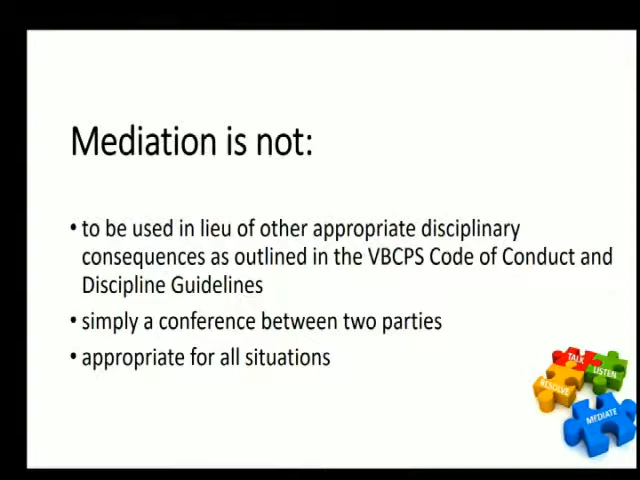 Mediation is not:
• to be used in lieu of other appropriate disciplinary
consequences as outlined in the VBCPS Code of Conduct and
Discipline Guidelines
• simply a conference between two parties
• appropriate for all situations
TALK
LISTEN
RESOLVE
MEDIATE